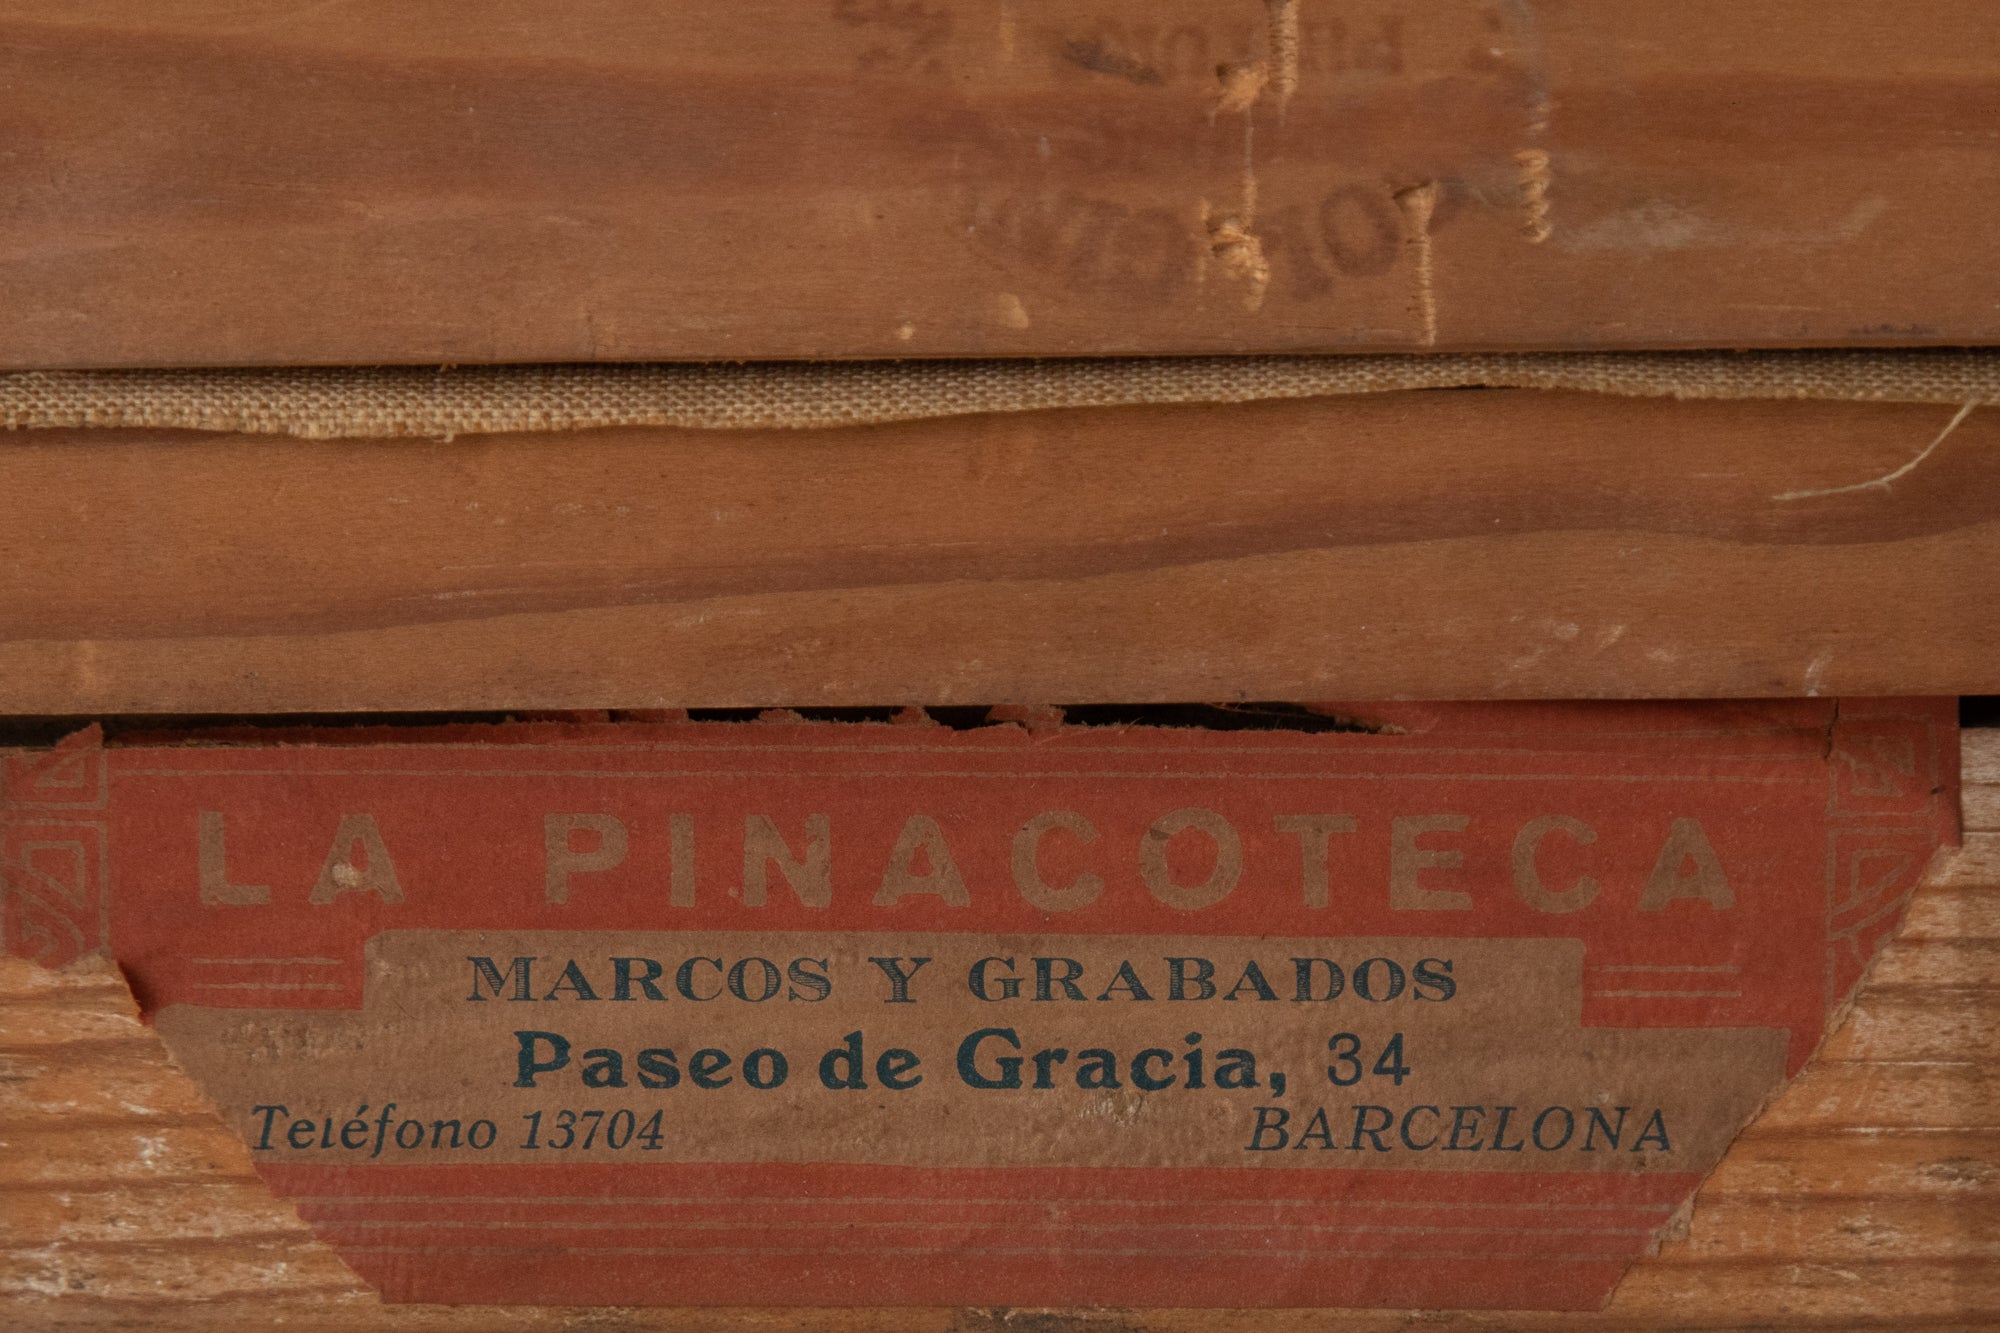 LA PINACOTECA
MARCOS Y GRABADOS
Paseo de Gracia, 34
Teléfono 13704 BARCELONA